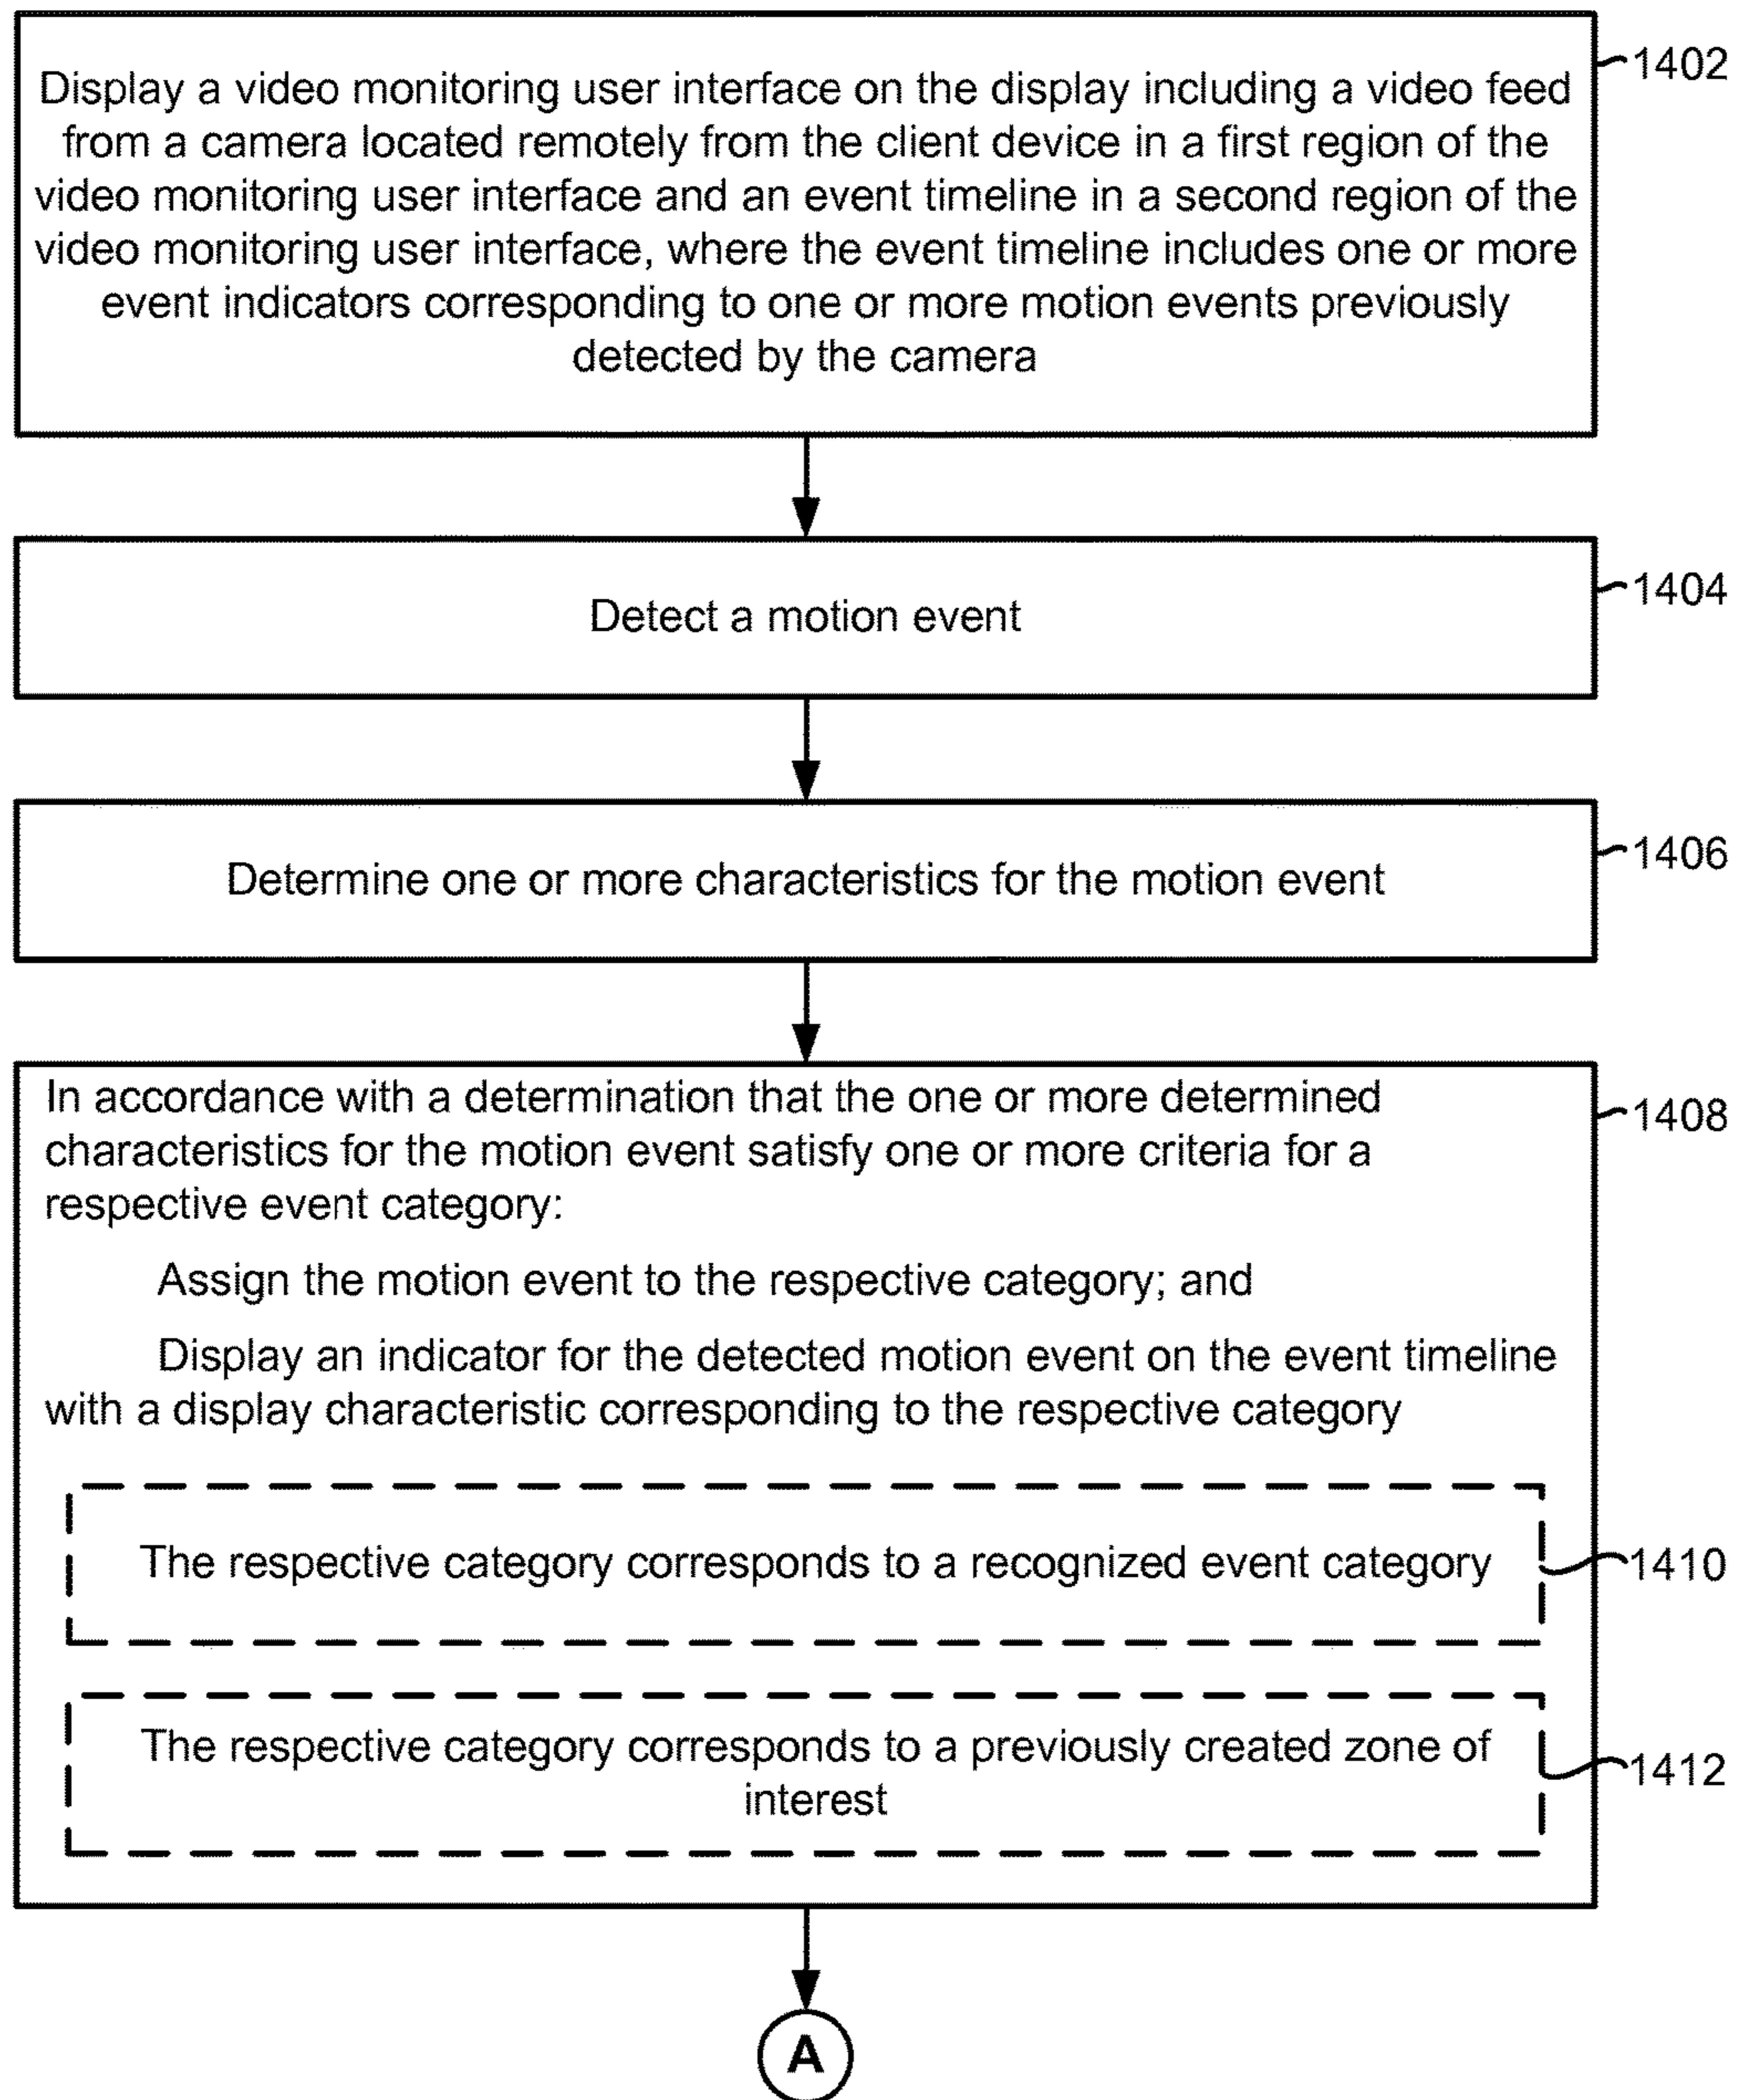 Display a video monitoring user interface on the display including a video feed
from a camera located remotely from the client device in a first region of the
video monitoring user interface and an event timeline in a second region of the
video monitoring user interface, where the event timeline includes one or more
event indicators corresponding to one or more motion events previously
detected by the camera
1402
Detect a motion event
1404
Determine one or more characteristics for the motion event
1406
In accordance with a determination that the one or more determined
characteristics for the motion event satisfy one or more criteria for a
respective event category:
Assign the motion event to the respective category; and
Display an indicator for the detected motion event on the event timeline
with a display characteristic corresponding to the respective category
1408
The respective category corresponds to a recognized event category
1410
The respective category corresponds to a previously created zone of
interest
1412
A